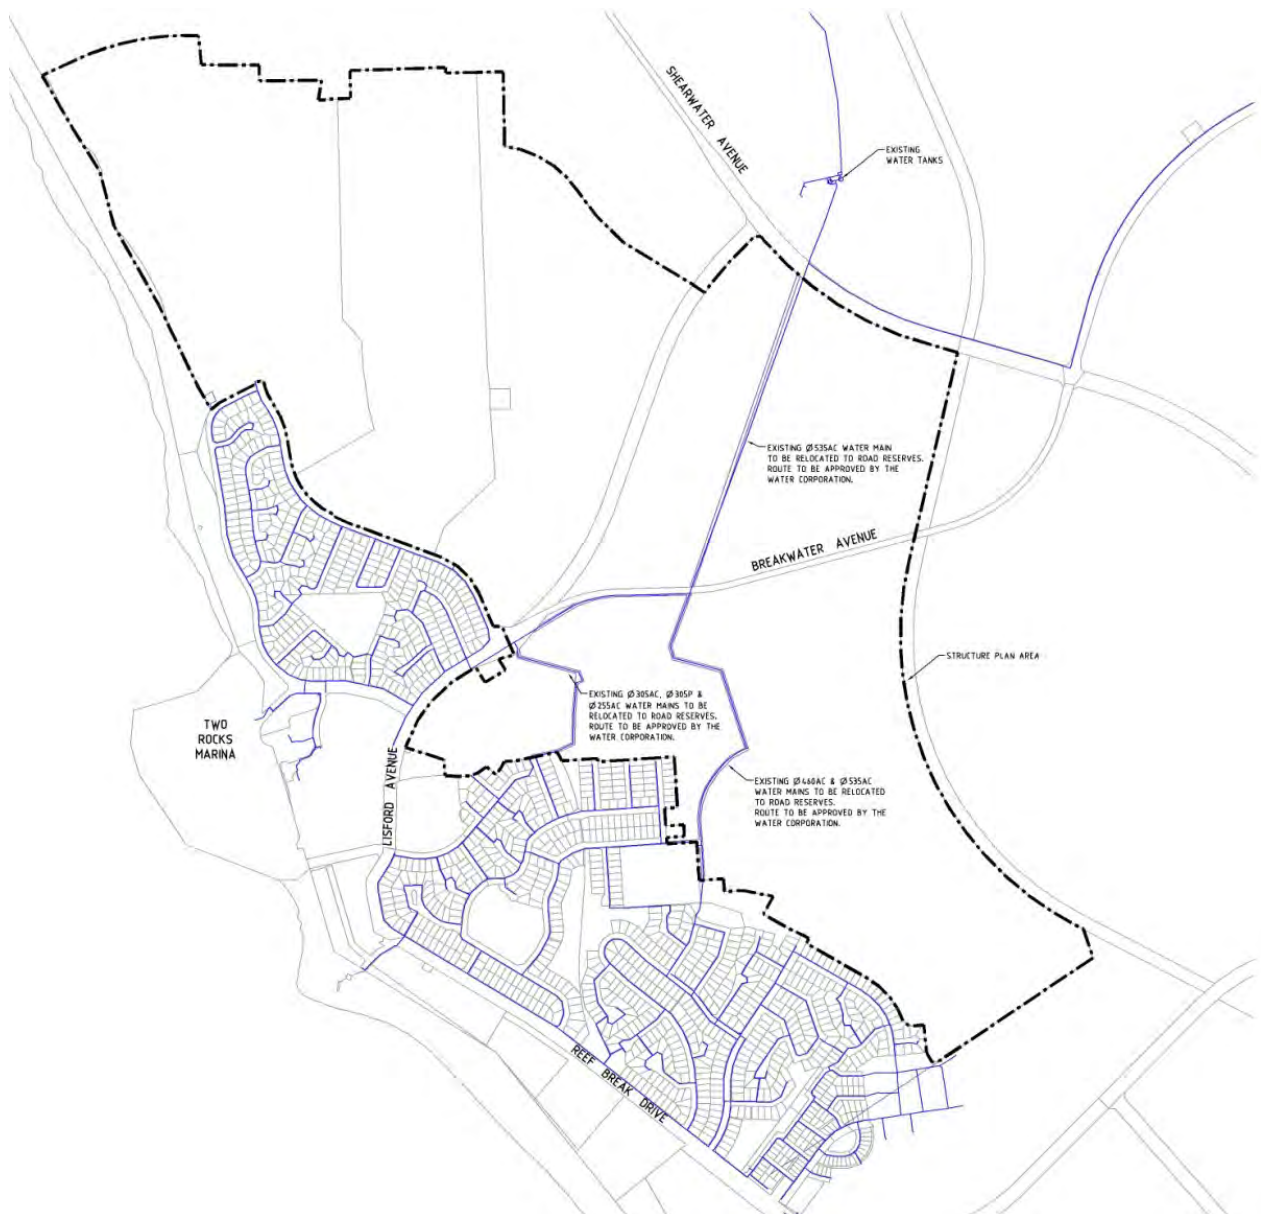 SHEARWATER AVENUE
EXISTING
WATER TANKS
EXISTING Ø535AC WATER MAIN
TO BE RELOCATED TO ROAD RESERVES.
ROUTE TO BE APPROVED BY THE
WATER CORPORATION.
BREAKWATER AVENUE
STRUCTURE PLAN AREA
EXISTING Ø305AC, Ø305P &
Ø255AC WATER MAINS TO BE
RELOCATED TO ROAD RESERVES.
ROUTE TO BE APPROVED BY THE
WATER CORPORATION.
TWO
ROCKS
MARINA
LISFORD AVENUE
EXISTING Ø460AC & Ø535AC
WATER MAINS TO BE RELOCATED
TO ROAD RESERVES.
ROUTE TO BE APPROVED BY THE
WATER CORPORATION.
REEF BREAK DRIVE